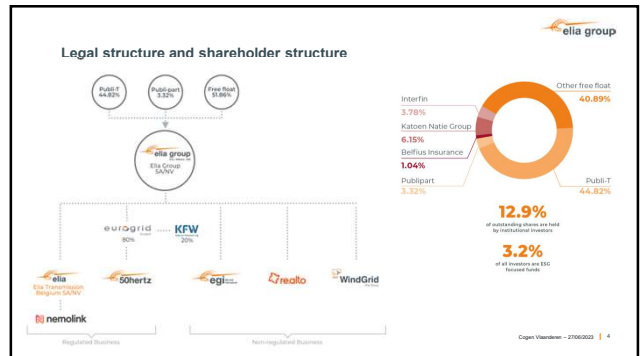 elia group
Legal structure and shareholder structure
Publi-T
44.82%
Publi-part
3.32%
Free float
51.86%
elia group
Elia Group
SA/NV
eurogrid
80%
KFW
20%
elia
Elia Transmission
Belgium SA/NV
50hertz
egi
re.alto
WindGrid
nemolink
Regulated Business
Non-regulated Business
Other free float
40.89%
Interfin
3.78%
Katoen Natie Group
6.15%
Belfius Insurance
1.04%
Publipart
3.32%
Publi-T
44.82%
12.9%
of outstanding shares are held
by institutional investors
3.2%
of all investors are ESG
focused funds
Cogen Vlaanderen – 27/06/2023 | 4